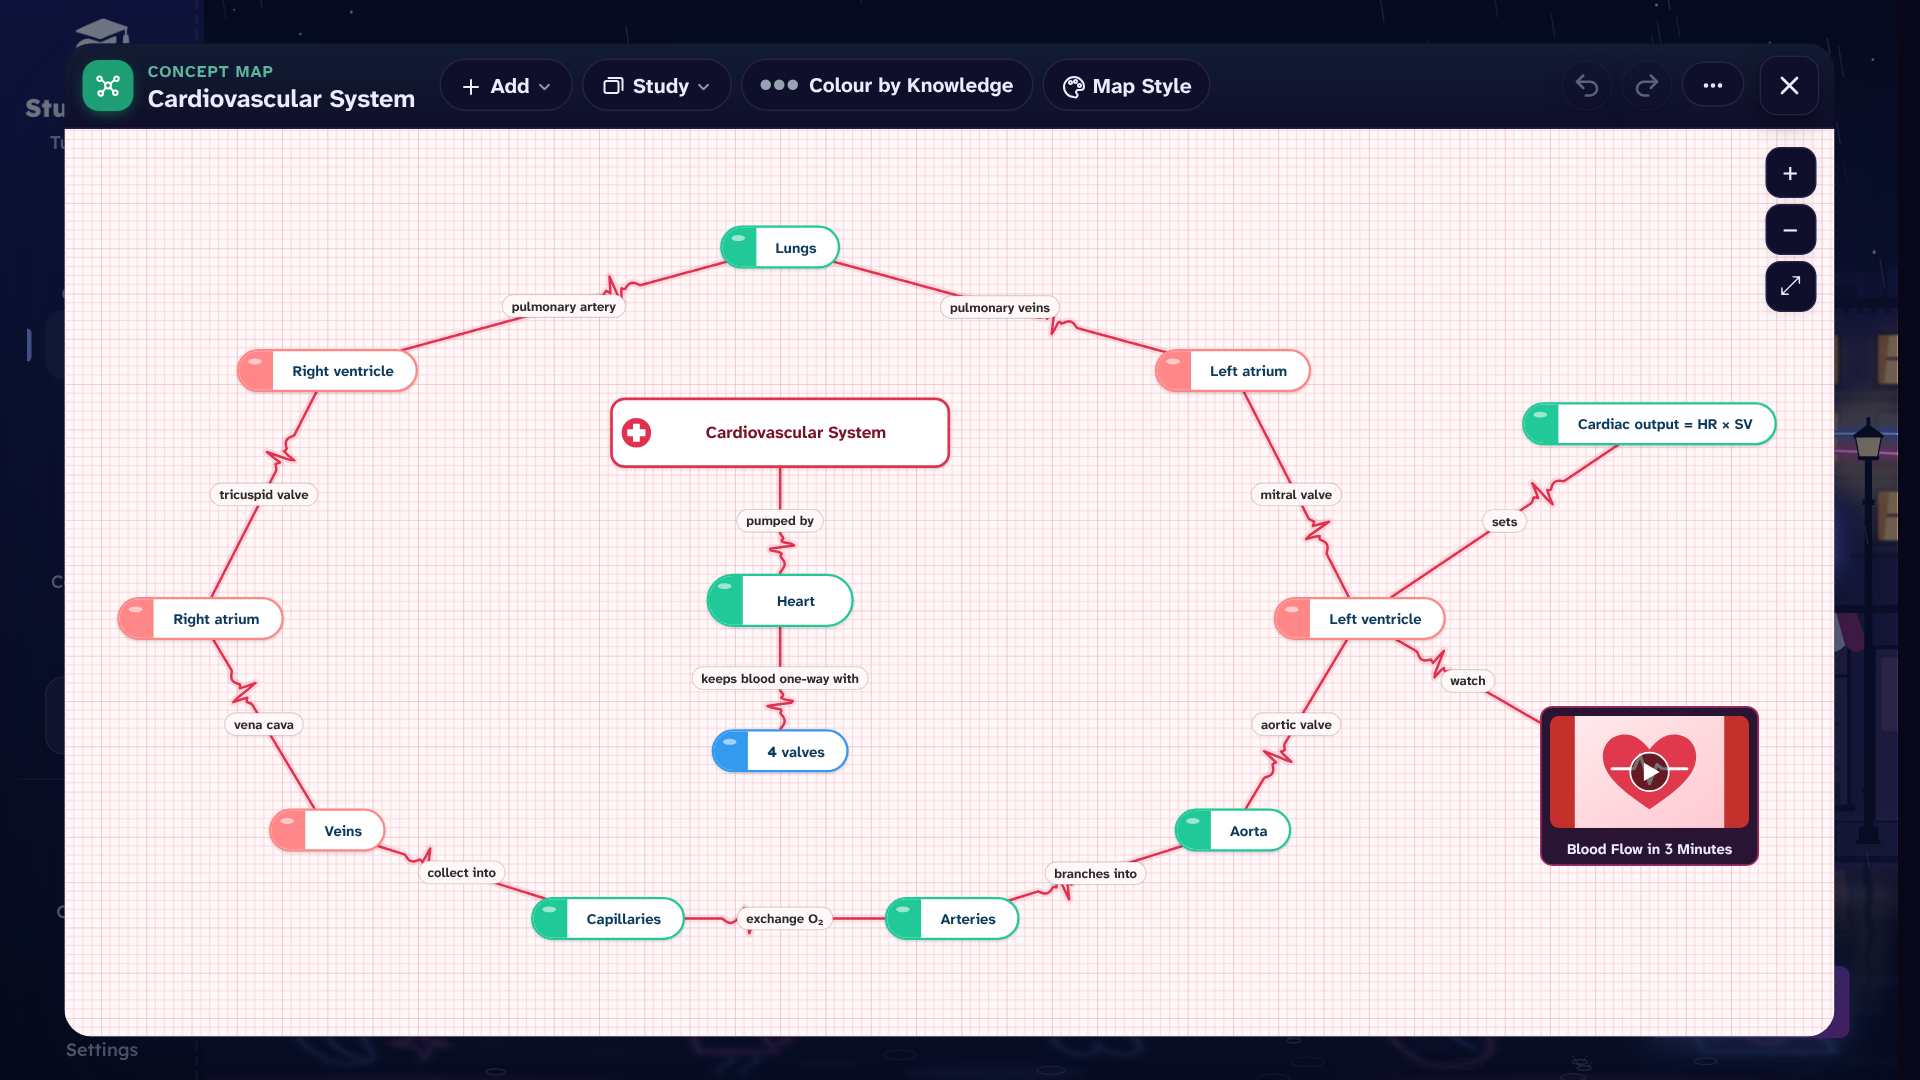 CONCEPT MAP
Cardiovascular System
Add
Study
Colour by Knowledge
Map Style
Stu
Lungs
pulmonary artery
pulmonary veins
Right ventricle
Left atrium
Cardiovascular System
Cardiac output = HR × SV
tricuspid valve
mitral valve
pumped by
sets
Heart
Right atrium
Left ventricle
keeps blood one-way with
watch
vena cava
aortic valve
4 valves
Veins
Aorta
Blood Flow in 3 Minutes
collect into
branches into
Capillaries
exchange O₂
Arteries
Settings